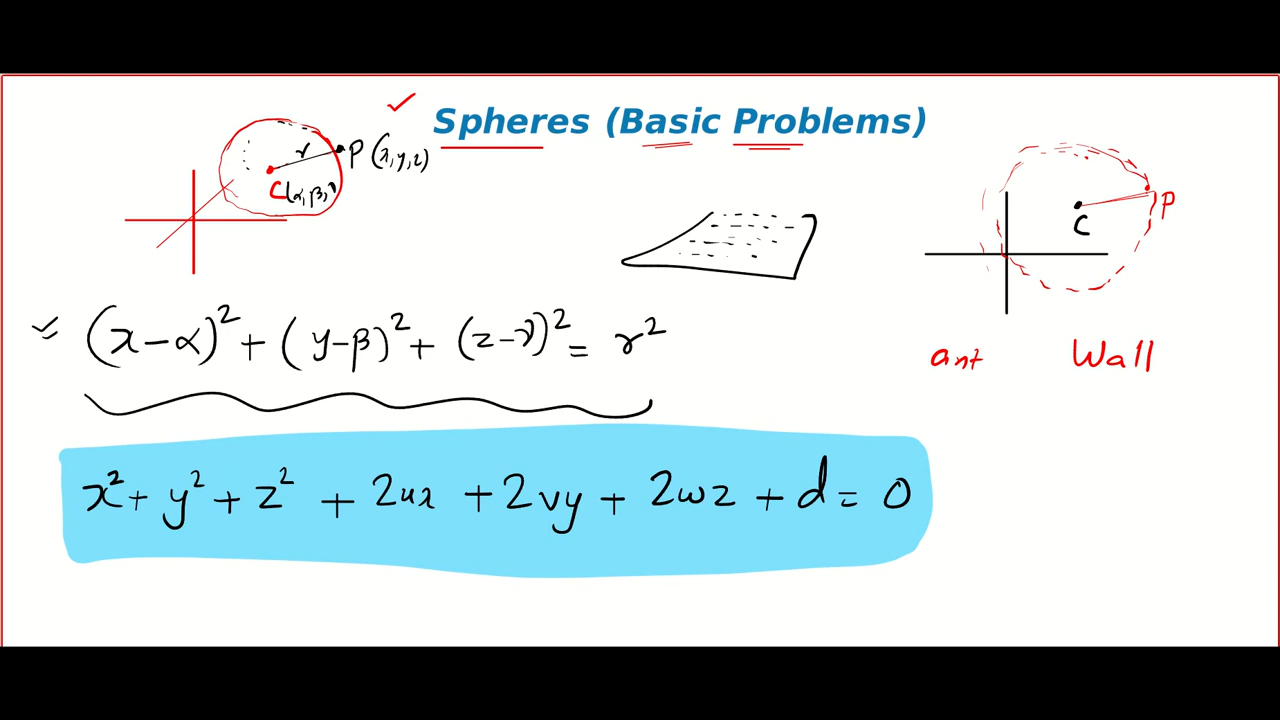 Spheres (Basic Problems)
r
P (x, y, z)
C(α, β, γ
C
P
(x-α)² + (y-β)² + (z-γ)² = r²
ant Wall
x² + y² + z² + 2ux + 2vy + 2wz + d = 0